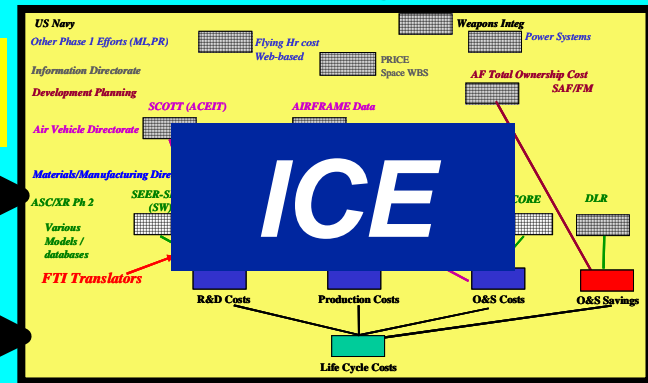 US Navy
Weapons Integ
Other Phase 1 Efforts (ML,PR)
Flying Hr cost
Web-based
Power Systems
PRICE
Space WBS
Information Directorate
AF Total Ownership Cost
SAF/FM
Development Planning
SCOTT (ACEIT)
AIRFRAME Data
Air Vehicle Directorate
Materials/Manufacturing Dire
ICE
ASC/XR Ph 2
SEER-SE
(SW)
CORE
DLR
Various
Models /
databases
FTI Translators
R&D Costs
Production Costs
O&S Costs
O&S Savings
Life Cycle Costs